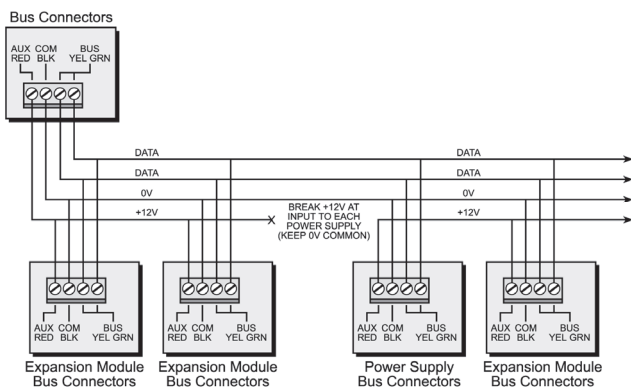 Bus Connectors
AUX COM BUS
RED BLK YEL GRN
DATA DATA
DATA DATA
0V 0V
+12V +12V
BREAK +12V AT
INPUT TO EACH
POWER SUPPLY
(KEEP 0V COMMON)
AUX COM BUS
RED BLK YEL GRN
Expansion Module
Bus Connectors
AUX COM BUS
RED BLK YEL GRN
Expansion Module
Bus Connectors
AUX COM BUS
RED BLK YEL GRN
Power Supply
Bus Connectors
AUX COM BUS
RED BLK YEL GRN
Expansion Module
Bus Connectors